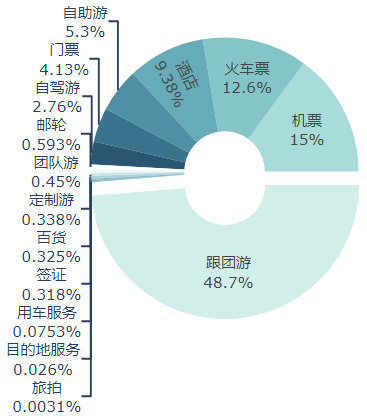 自助游
5.3%
门票
4.13%
自驾游
2.76%
邮轮
0.593%
团队游
0.45%
定制游
0.338%
百货
0.325%
签证
0.318%
用车服务
0.0753%
目的地服务
0.026%
旅拍
0.0031%
酒店
9.38%
火车票
12.6%
机票
15%
跟团游
48.7%